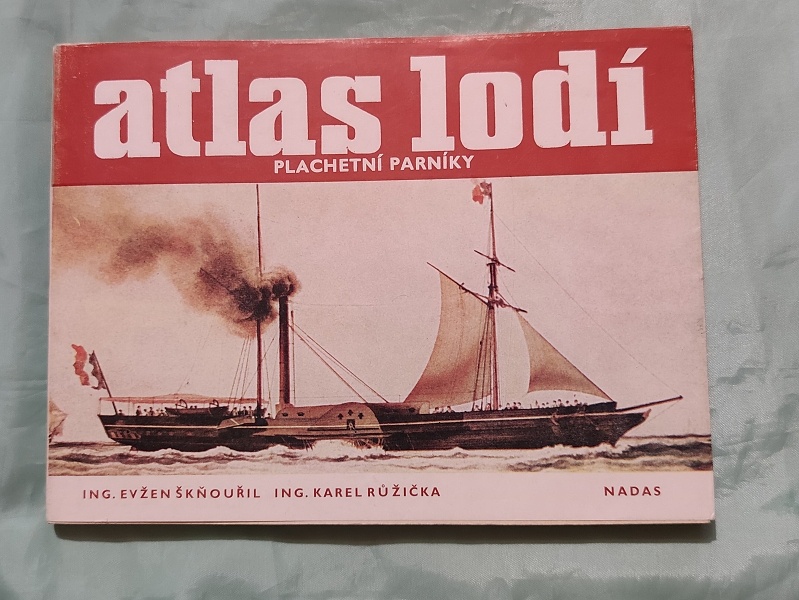 atlas lodí
PLACHETNÍ PARNÍKY
ING. EVŽEN ŠKŇOUŘIL ING. KAREL RŮŽIČKA NADAS